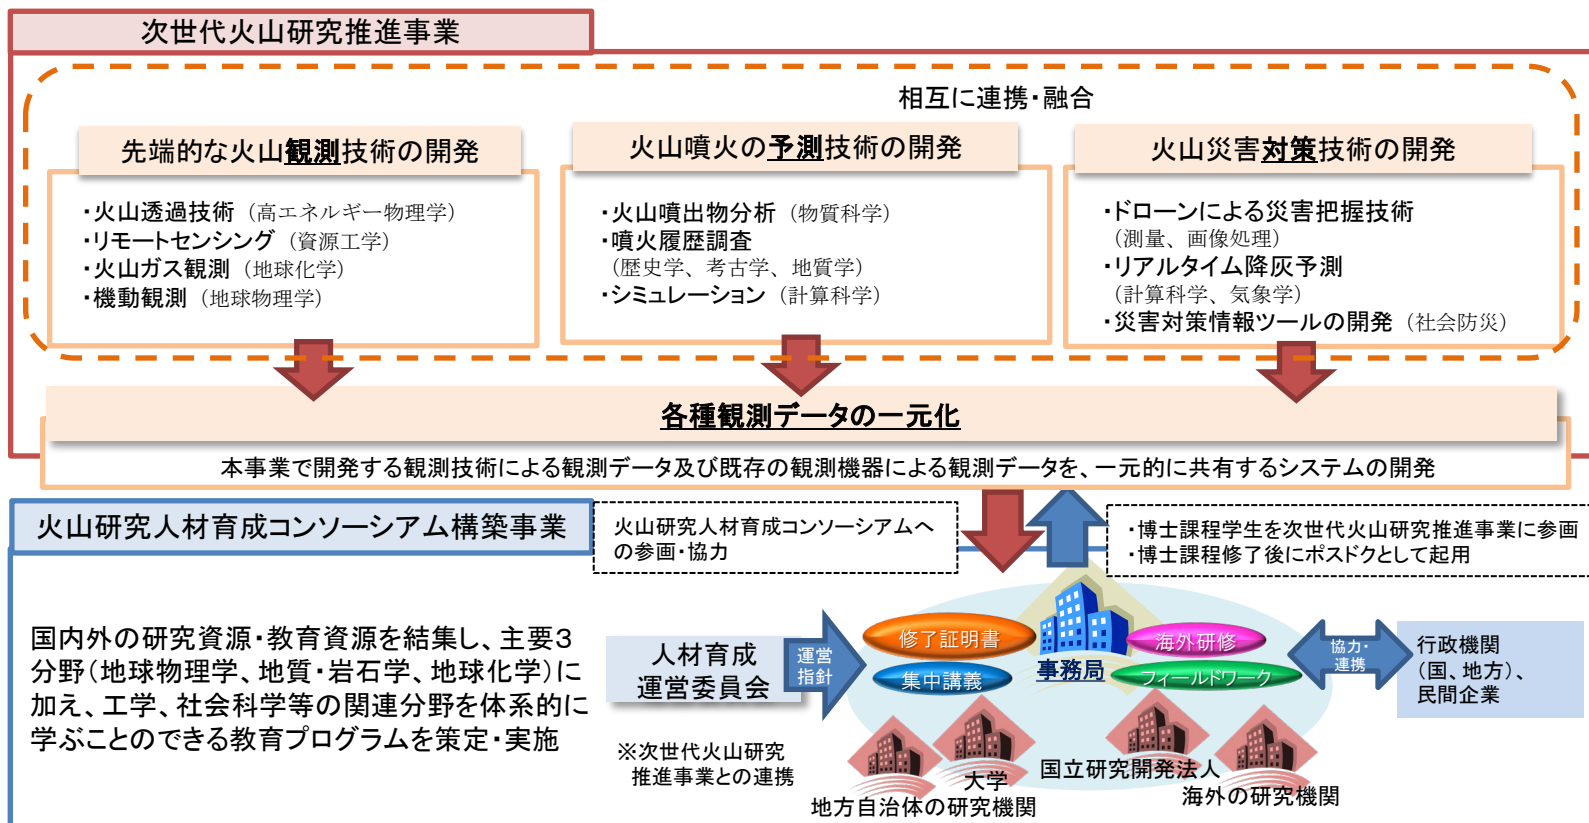 次世代火山研究推進事業
相互に連携・融合
先端的な火山観測技術の開発
・火山透過技術（高エネルギー物理学）
・リモートセンシング（資源工学）
・火山ガス観測（地球化学）
・機動観測（地球物理学）
火山噴火の予測技術の開発
・火山噴出物分析（物質科学）
・噴火履歴調査
（歴史学、考古学、地質学）
・シミュレーション（計算科学）
火山災害対策技術の開発
・ドローンによる災害把握技術
（測量、画像処理）
・リアルタイム降灰予測
（計算科学、気象学）
・災害対策情報ツールの開発（社会防災）
各種観測データの一元化
本事業で開発する観測技術による観測データ及び既存の観測機器による観測データを、一元的に共有するシステムの開発
火山研究人材育成コンソーシアム構築事業
火山研究人材育成コンソーシアムへ
の参画・協力
・博士課程学生を次世代火山研究推進事業に参画
・博士課程修了後にポスドクとして起用
国内外の研究資源・教育資源を結集し、主要３
分野（地球物理学、地質・岩石学、地球化学）に
加え、工学、社会科学等の関連分野を体系的に
学ぶことのできる教育プログラムを策定・実施
人材育成
運営委員会
運営
指針
※次世代火山研究
推進事業との連携
修了証明書
集中講義
事務局
海外研修
フィールドワーク
協力・
連携
行政機関
（国、地方）、
民間企業
大学
地方自治体の研究機関
国立研究開発法人
海外の研究機関